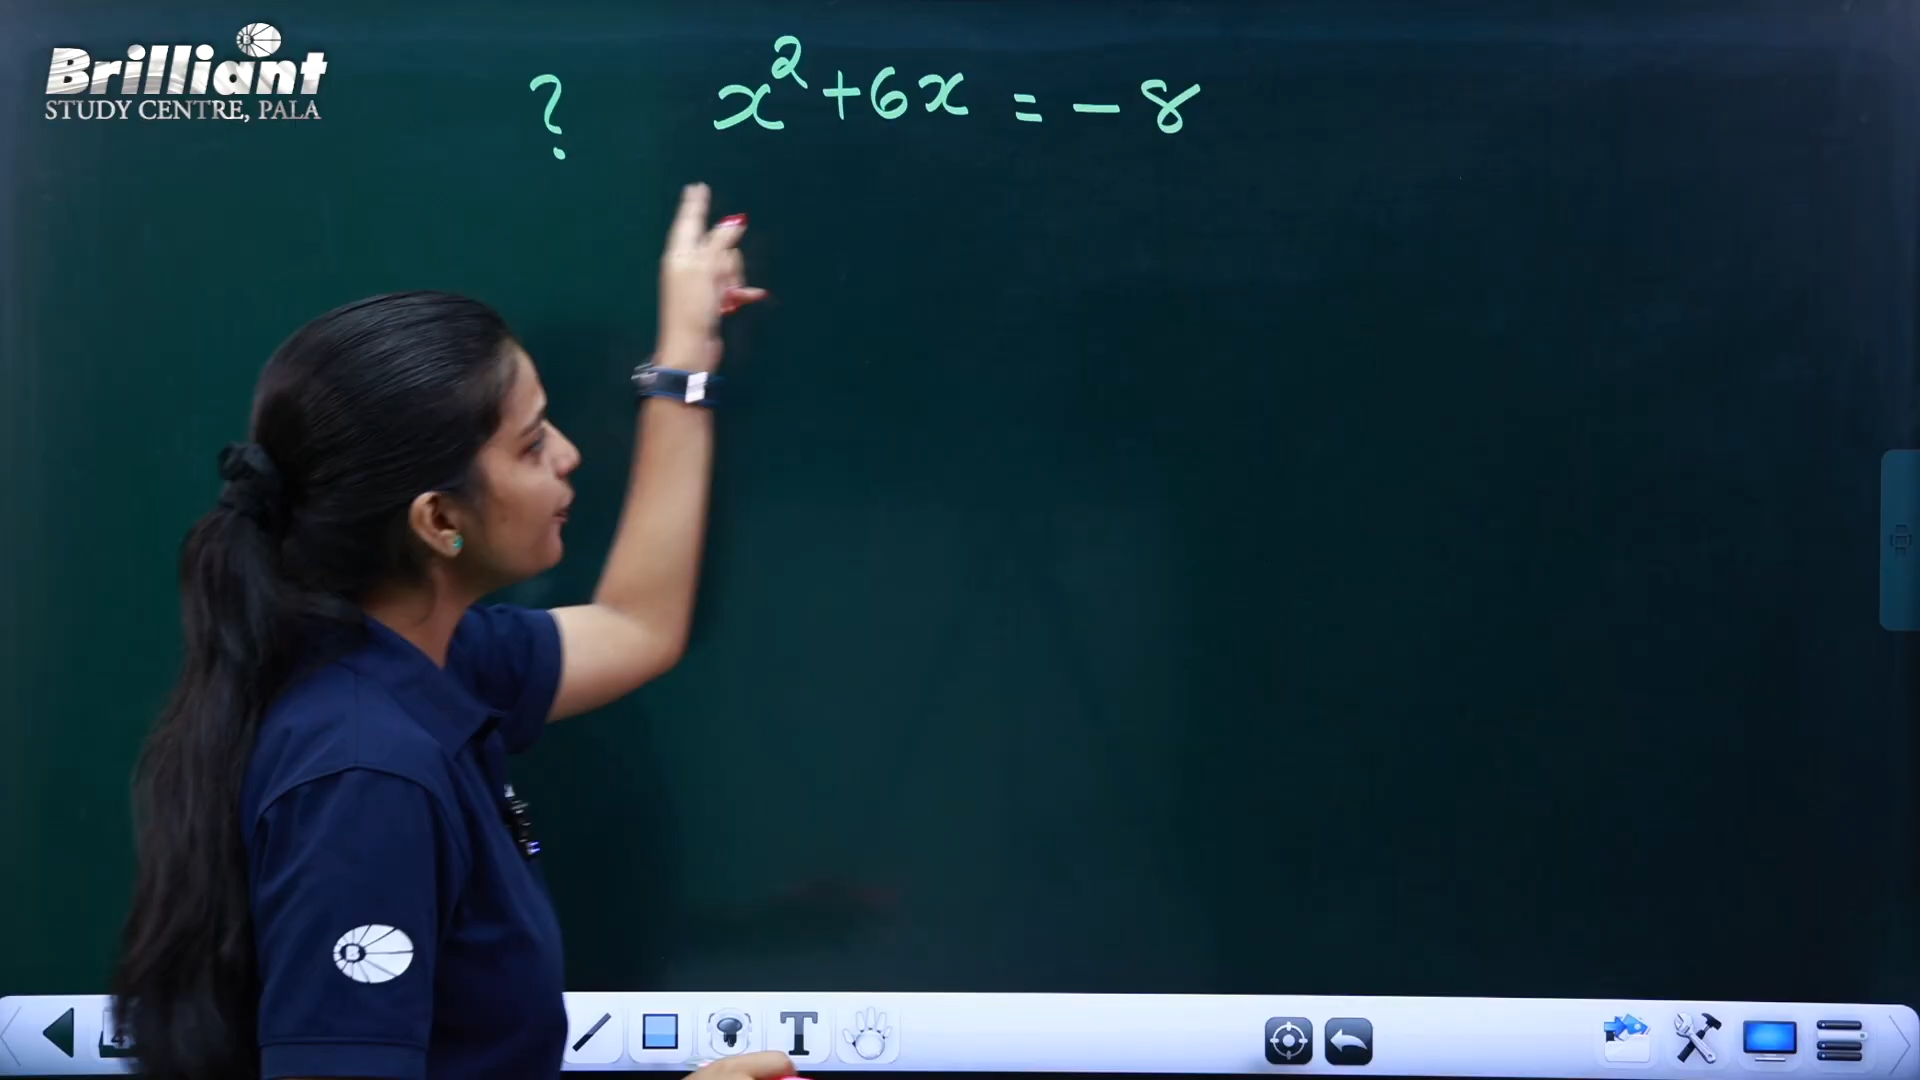 Brilliant
STUDY CENTRE, PALA
? x² + 6x = - 8
B
T